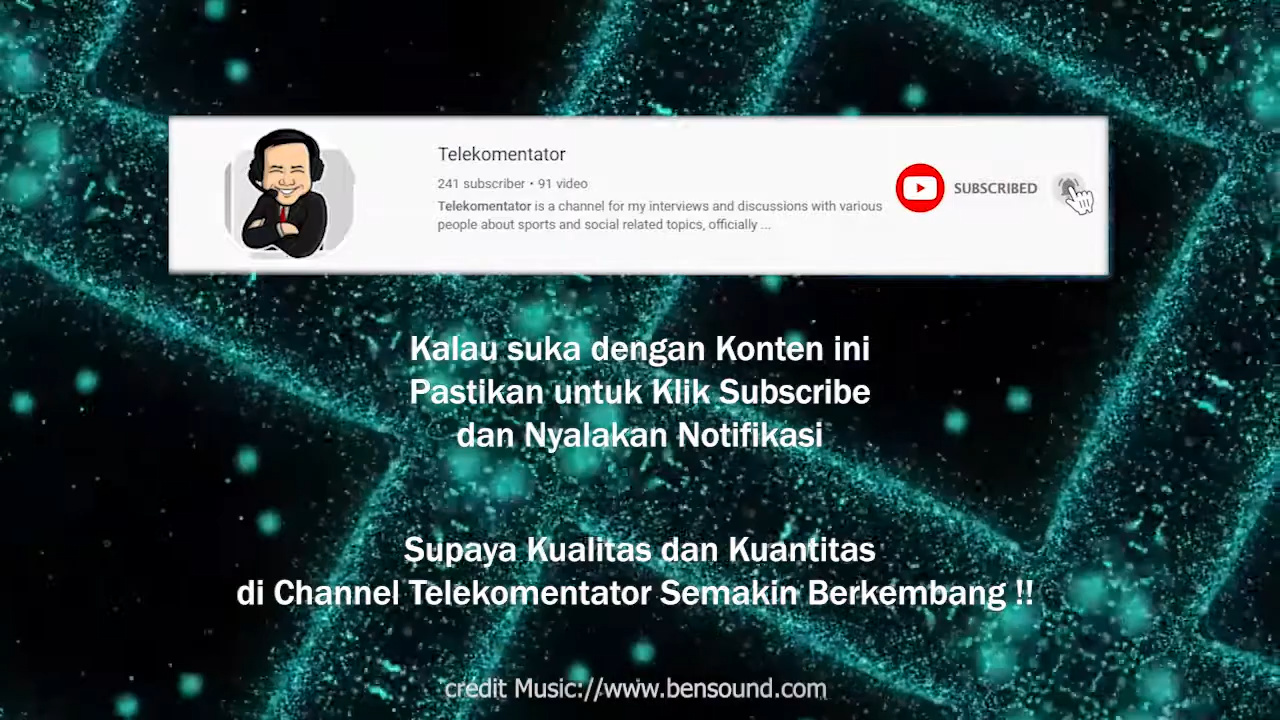 Telekomentator
241 subscriber • 91 video
Telekomentator is a channel for my interviews and discussions with various
people about sports and social related topics, officially ...
SUBSCRIBED
Kalau suka dengan Konten ini
Pastikan untuk Klik Subscribe
dan Nyalakan Notifikasi
Supaya Kualitas dan Kuantitas
di Channel Telekomentator Semakin Berkembang !!
credit Music://www.bensound.com